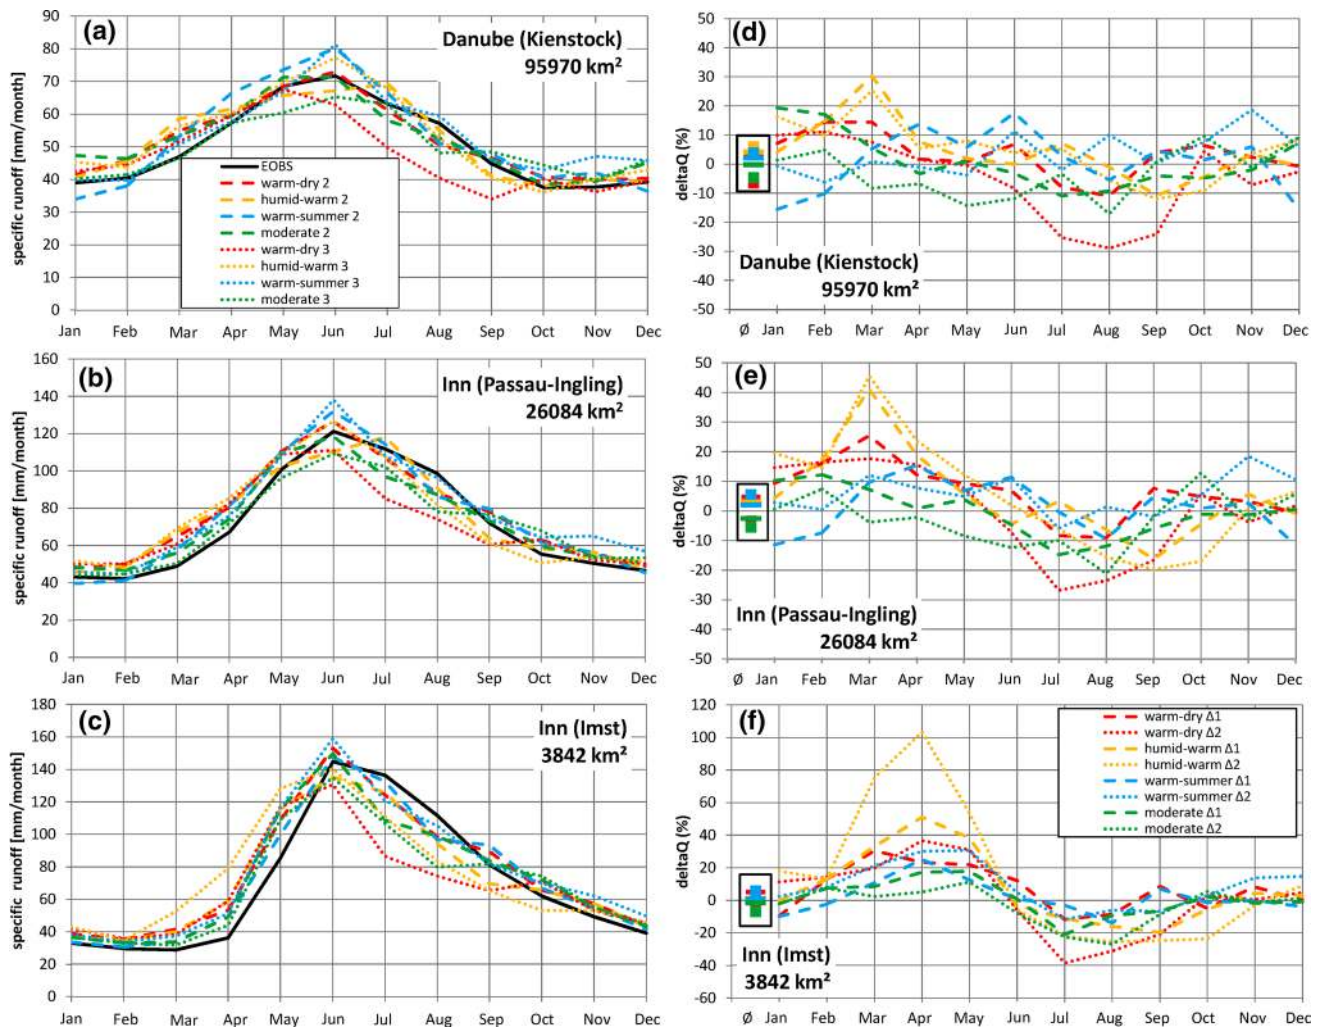 (a)
Danube (Kienstock)
95970 km²
specific runoff [mm/month]
90
80
70
60
50
40
30
20
10
0
EOBS
warm-dry 2
humid-warm 2
warm-summer 2
moderate 2
warm-dry 3
humid-warm 3
warm-summer 3
moderate 3
Jan Feb Mar Apr May Jun Jul Aug Sep Oct Nov Dec
(d)
deltaQ (%)
50
40
30
20
10
0
-10
-20
-30
-40
-50
Danube (Kienstock)
95970 km²
Ø Jan Feb Mar Apr May Jun Jul Aug Sep Oct Nov Dec
(b)
Inn (Passau-Ingling)
26084 km²
specific runoff [mm/month]
160
140
120
100
80
60
40
20
0
Jan Feb Mar Apr May Jun Jul Aug Sep Oct Nov Dec
(e)
deltaQ (%)
50
40
30
20
10
0
-10
-20
-30
-40
-50
Inn (Passau-Ingling)
26084 km²
Ø Jan Feb Mar Apr May Jun Jul Aug Sep Oct Nov Dec
(c)
Inn (Imst)
3842 km²
specific runoff [mm/month]
180
160
140
120
100
80
60
40
20
0
Jan Feb Mar Apr May Jun Jul Aug Sep Oct Nov Dec
(f)
deltaQ (%)
120
100
80
60
40
20
0
-20
-40
-60
warm-dry Δ1
warm-dry Δ2
humid-warm Δ1
humid-warm Δ2
warm-summer Δ1
warm-summer Δ2
moderate Δ1
moderate Δ2
Inn (Imst)
3842 km²
Ø Jan Feb Mar Apr May Jun Jul Aug Sep Oct Nov Dec